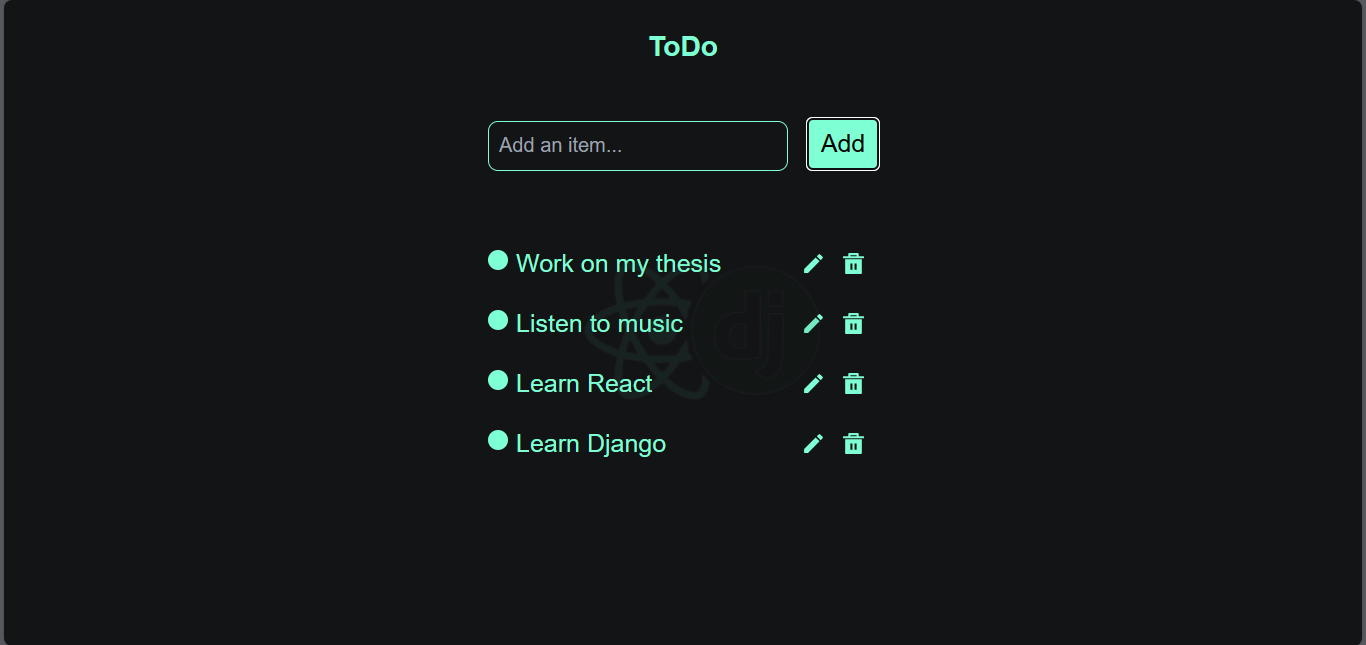 ToDo
Add an item...
Add
Work on my thesis
Listen to music
dj
Learn React
Learn Django